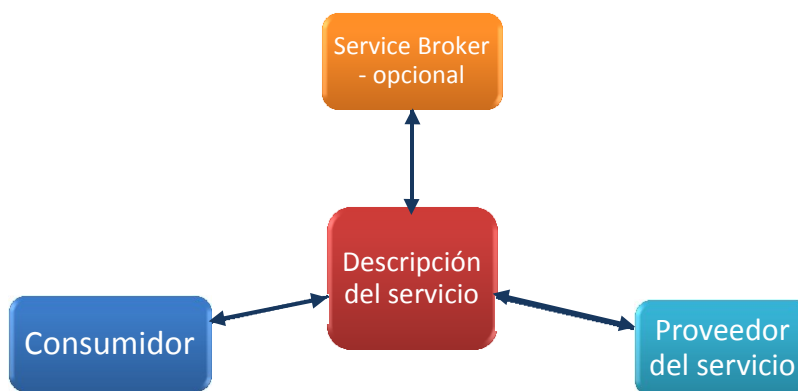 Service Broker
- opcional
Descripción
del servicio
Consumidor
Proveedor
del servicio